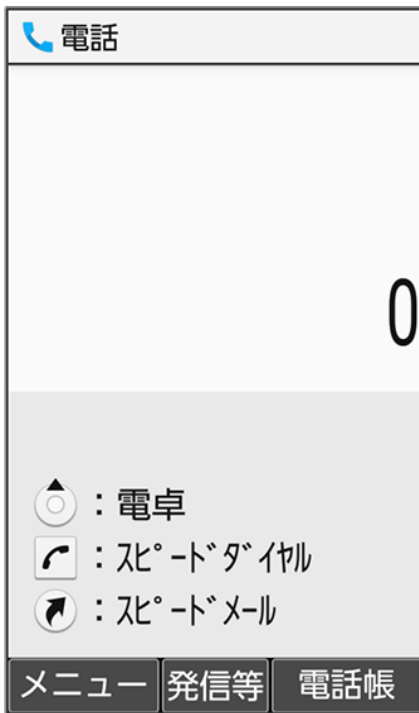 電話
0
：電卓
：ｽﾋﾟｰﾄﾞﾀﾞｲﾔﾙ
：ｽﾋﾟｰﾄﾞﾒｰﾙ
メニュー 発信等 電話帳